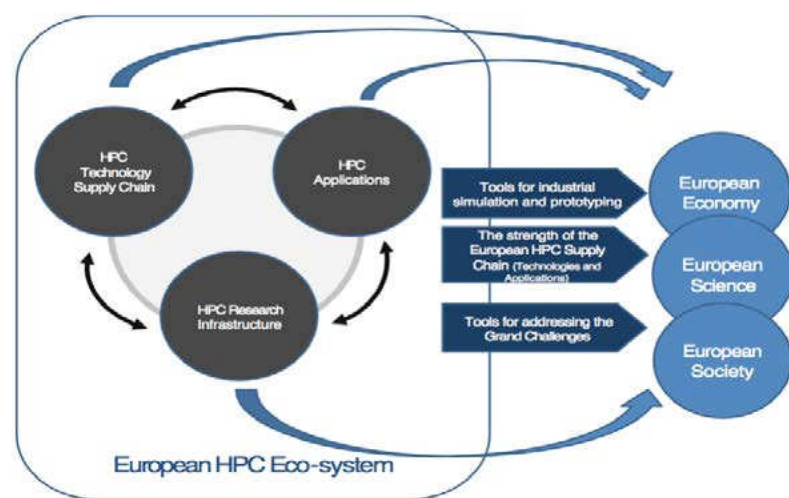 HPC
Technology
Supply Chain
HPC
Applications
HPC Research
Infrastructure
European HPC Eco-system
Tools for industrial
simulation and prototyping
The strength of the
European HPC Supply
Chain (Technologies and
Applications)
Tools for addressing the
Grand Challenges
European
Economy
European
Science
European
Society